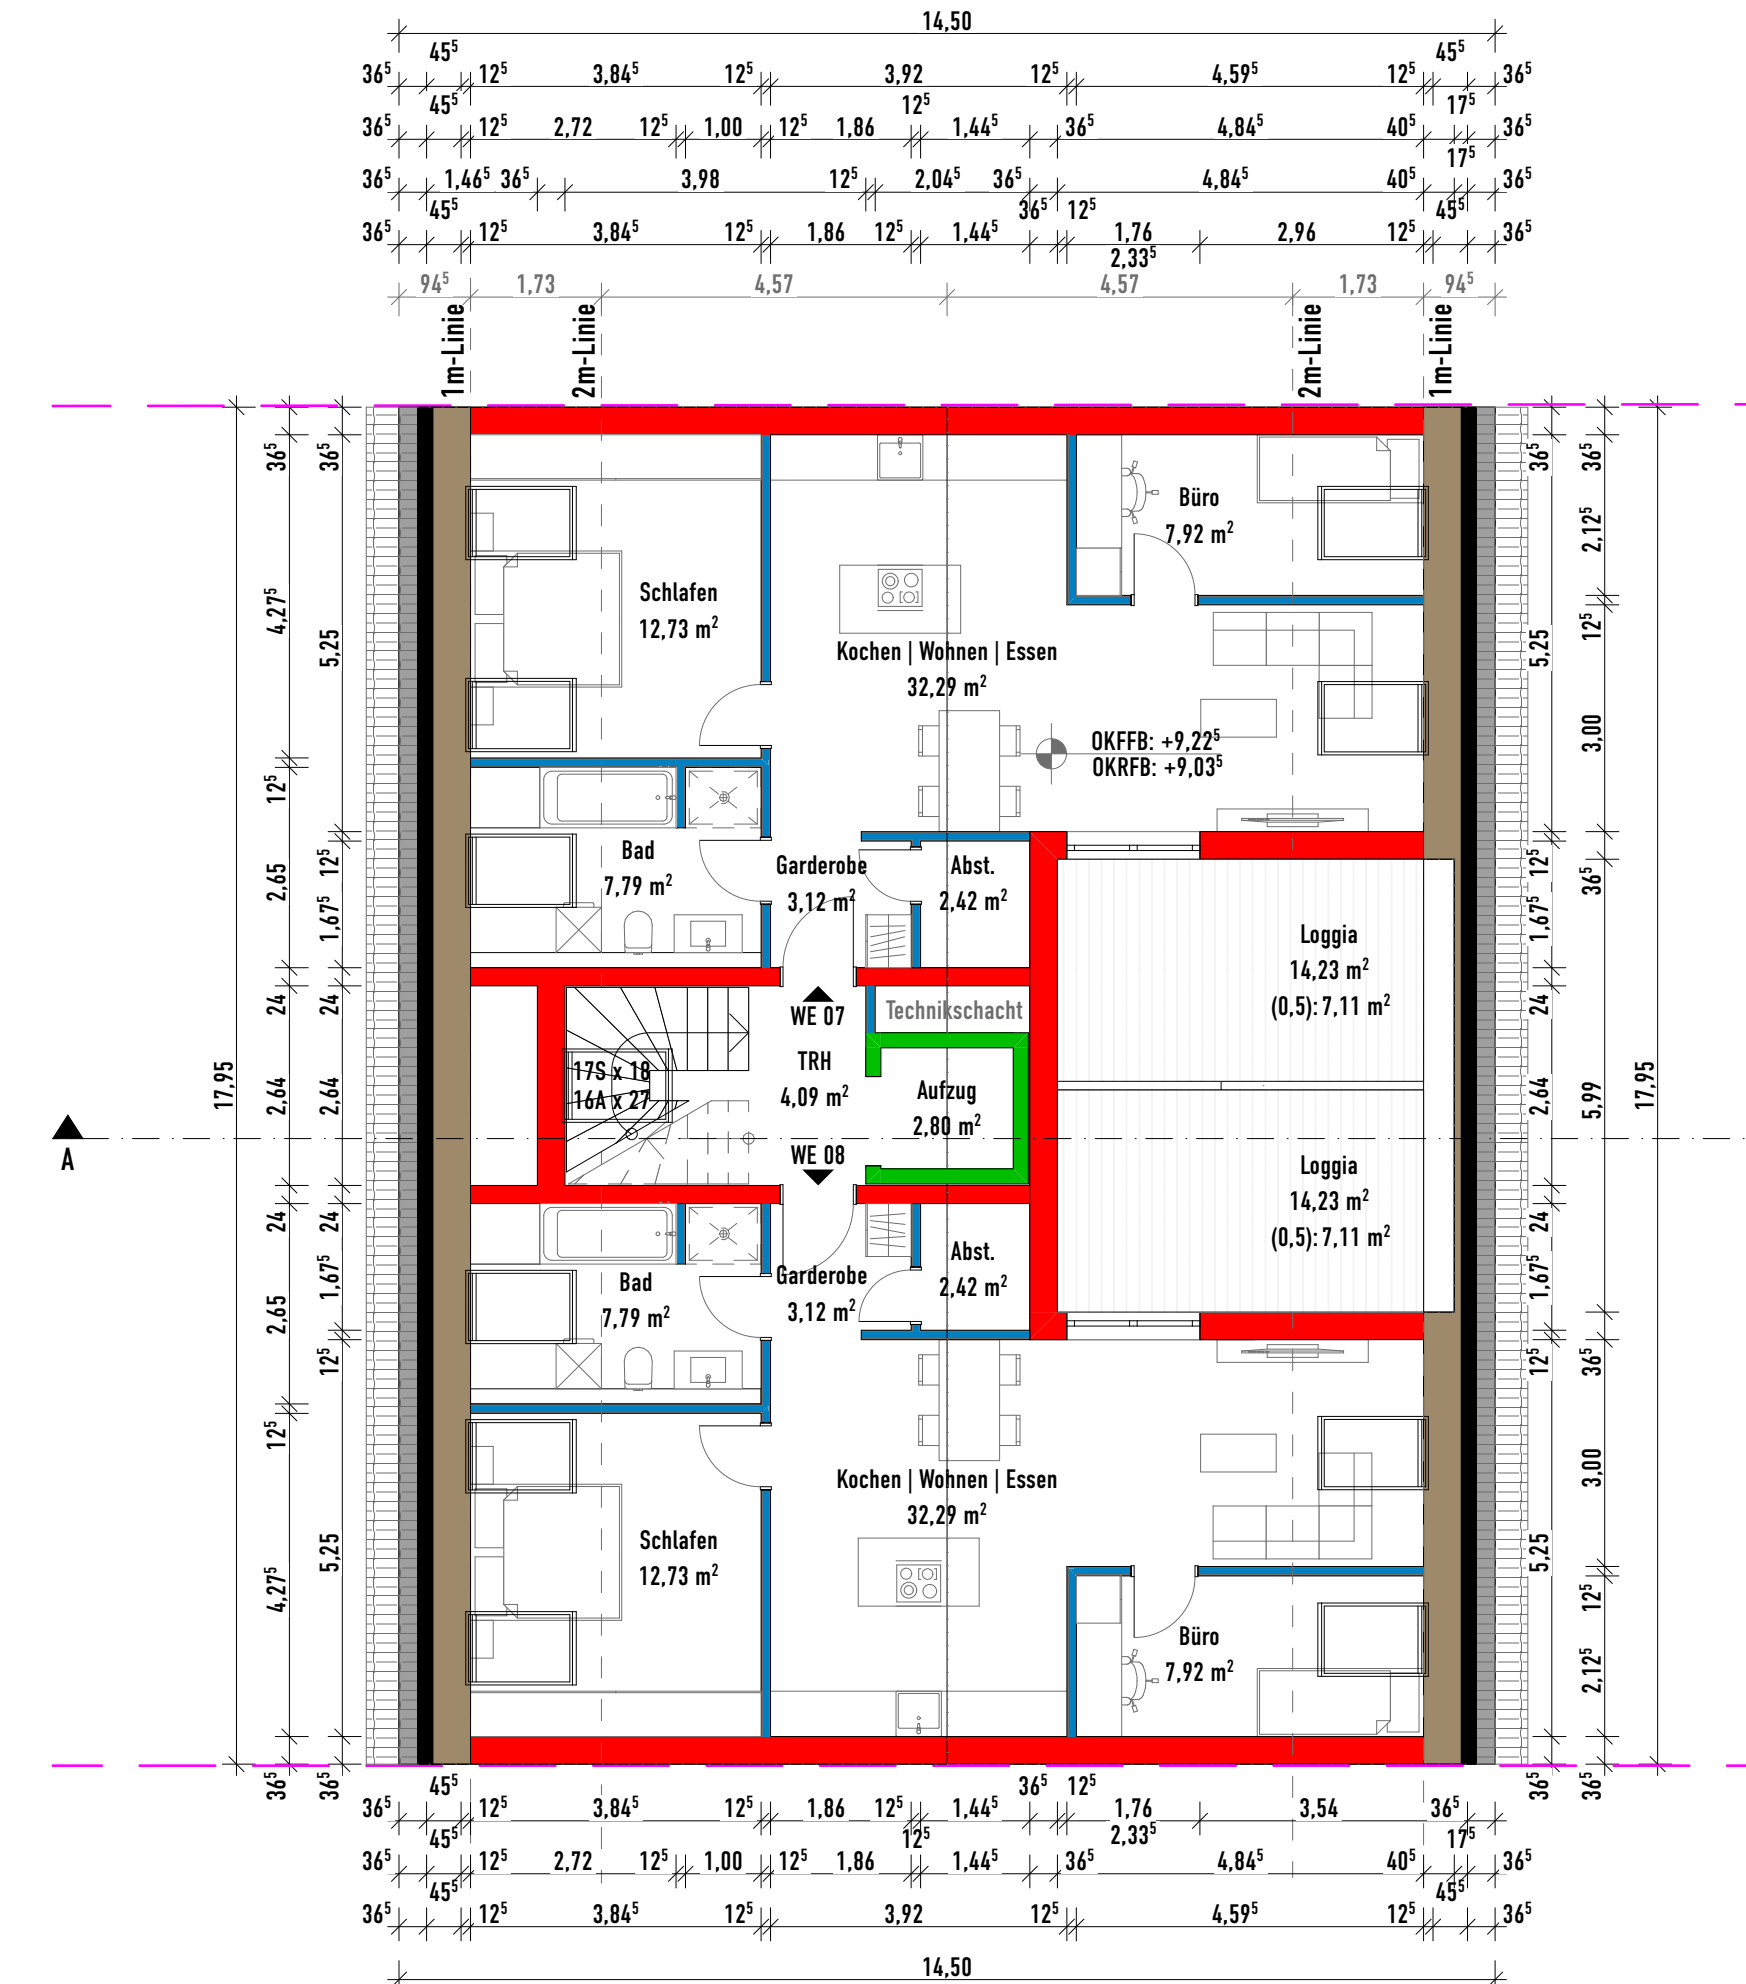 14,50
45⁵ 45⁵
36⁵ 12⁵ 3,84⁵ 12⁵ 3,92 12⁵ 4,59⁵ 12⁵ 36⁵
45⁵ 12⁵ 17⁵
36⁵ 12⁵ 2,72 12⁵ 1,00 12⁵ 1,86 1,44⁵ 36⁵ 4,84⁵ 40⁵ 36⁵
17⁵
36⁵ 1,46⁵ 36⁵ 3,98 12⁵ 2,04⁵ 36⁵ 4,84⁵ 40⁵ 36⁵
45⁵ 36⁵ 12⁵ 45⁵
36⁵ 12⁵ 3,84⁵ 12⁵ 1,86 12⁵ 1,44⁵ 1,76 2,96 12⁵ 36⁵
2,33⁵
94⁵ 1,73 4,57 4,57 1,73 94⁵
1m-Linie 2m-Linie 2m-Linie 1m-Linie
17,95
36⁵ 4,27⁵ 12⁵ 2,65 24 2,64 24 2,65 12⁵ 4,27⁵ 36⁵
36⁵ 5,25 12⁵ 1,67⁵ 24 2,64 24 1,67⁵ 12⁵ 5,25 36⁵
Büro
7,92 m²
Schlafen
12,73 m²
Kochen | Wohnen | Essen
32,29 m²
OKFFB: +9,22⁵
OKRFB: +9,03⁵
Bad
7,79 m²
Garderobe
3,12 m²
Abst.
2,42 m²
Loggia
14,23 m²
(0,5): 7,11 m²
WE 07
Technikschacht
TRH
4,09 m²
17S x 18
16A x 27
Aufzug
2,80 m²
WE 08
A
Loggia
14,23 m²
(0,5): 7,11 m²
Bad
7,79 m²
Garderobe
3,12 m²
Abst.
2,42 m²
Kochen | Wohnen | Essen
32,29 m²
Schlafen
12,73 m²
Büro
7,92 m²
36⁵ 5,25 12⁵ 1,67⁵ 24 2,64 24 1,67⁵ 12⁵ 5,25 36⁵
36⁵ 2,12⁵ 12⁵ 3,00 36⁵ 5,99 36⁵ 3,00 12⁵ 2,12⁵ 36⁵
17,95
45⁵ 36⁵ 12⁵
36⁵ 12⁵ 3,84⁵ 12⁵ 1,86 12⁵ 1,44⁵ 1,76 3,54 36⁵ 36⁵
2,33⁵
45⁵ 12⁵ 17⁵
36⁵ 12⁵ 2,72 12⁵ 1,00 12⁵ 1,86 1,44⁵ 36⁵ 4,84⁵ 40⁵ 36⁵
45⁵ 45⁵
36⁵ 12⁵ 3,84⁵ 12⁵ 3,92 12⁵ 4,59⁵ 12⁵ 36⁵
14,50